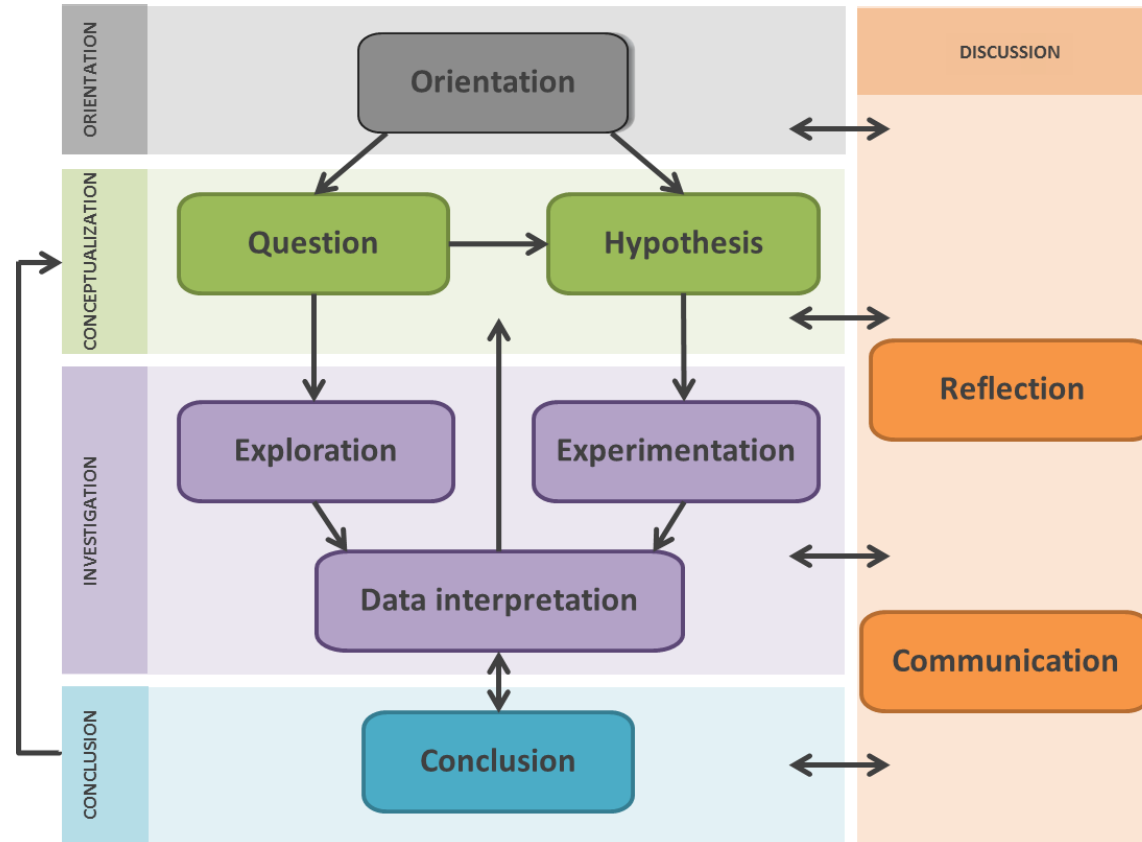 ORIENTATION
Orientation
DISCUSSION
CONCEPTUALIZATION
Question
Hypothesis
Reflection
INVESTIGATION
Exploration
Experimentation
Data interpretation
Communication
CONCLUSION
Conclusion